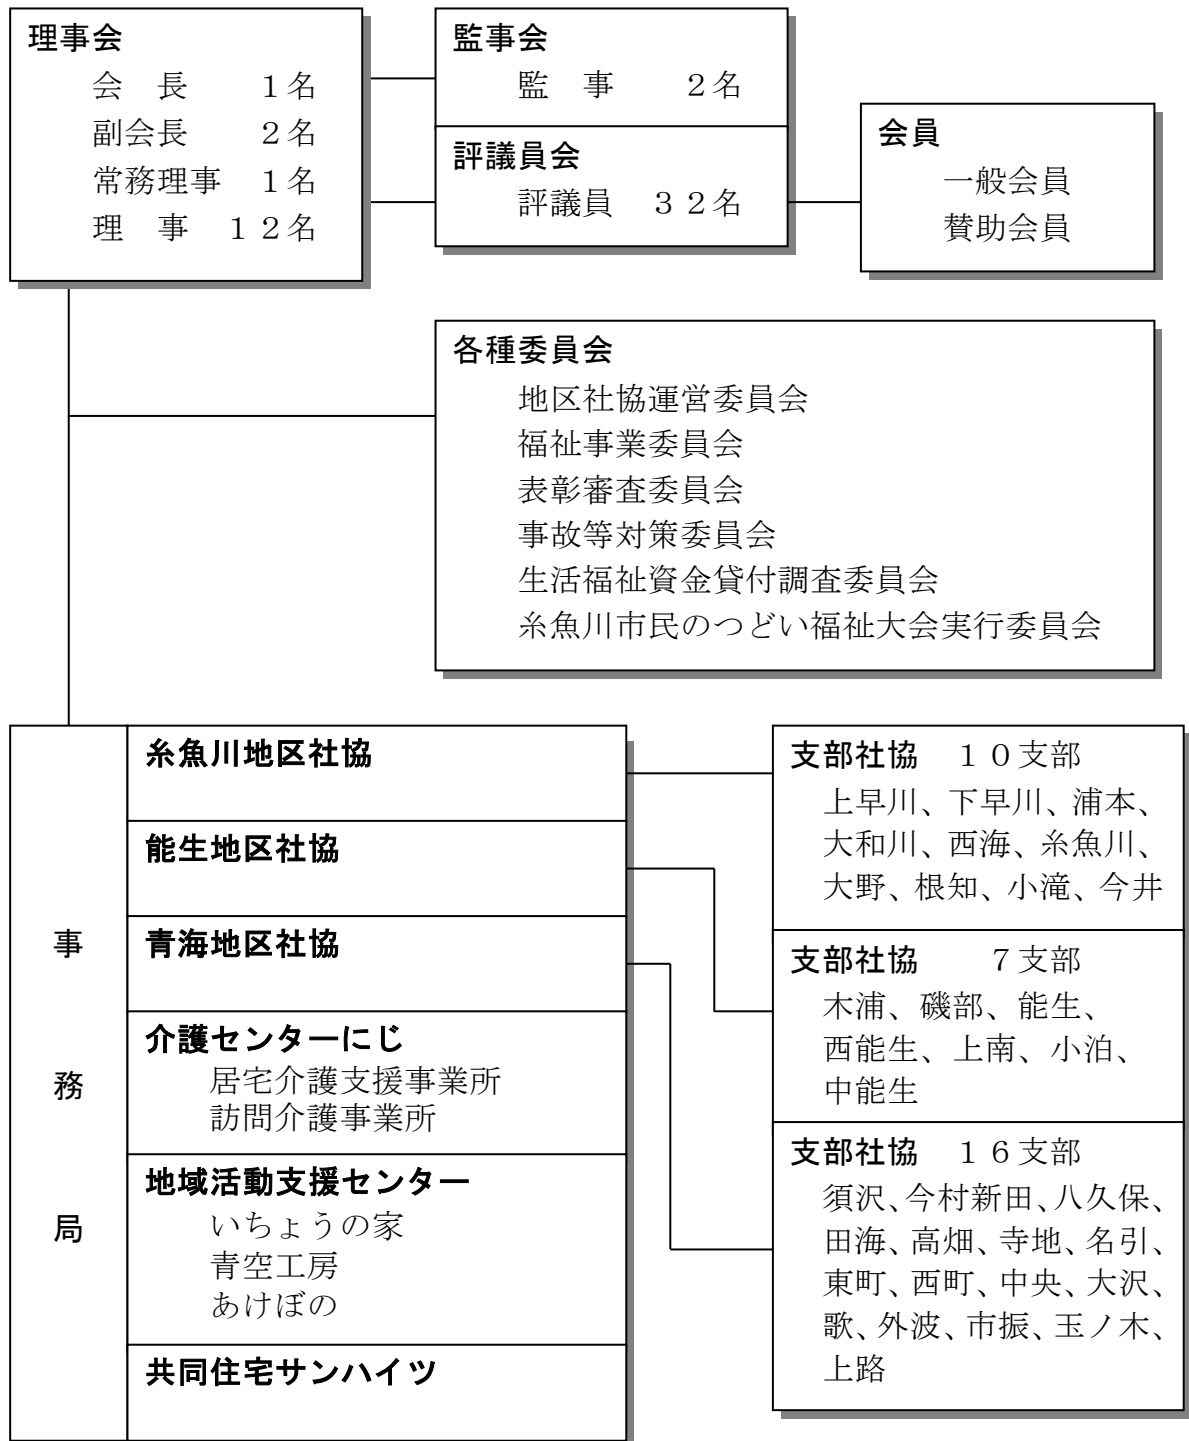 理事会
会　長　　１名
副会長　　２名
常務理事　１名
理　事　１２名
監事会
監　事　　２名
評議員会
評議員　３２名
会員
一般会員
賛助会員
各種委員会
地区社協運営委員会
福祉事業委員会
表彰審査委員会
事故等対策委員会
生活福祉資金貸付調査委員会
糸魚川市民のつどい福祉大会実行委員会
事務局
糸魚川地区社協
能生地区社協
青海地区社協
介護センターにじ
居宅介護支援事業所
訪問介護事業所
地域活動支援センター
いちょうの家
青空工房
あけぼの
共同住宅サンハイツ
支部社協　１０支部
上早川、下早川、浦本、
大和川、西海、糸魚川、
大野、根知、小滝、今井
支部社協　　７支部
木浦、磯部、能生、
西能生、上南、小泊、
中能生
支部社協　１６支部
須沢、今村新田、八久保、
田海、高畑、寺地、名引、
東町、西町、中央、大沢、
歌、外波、市振、玉ノ木、
上路